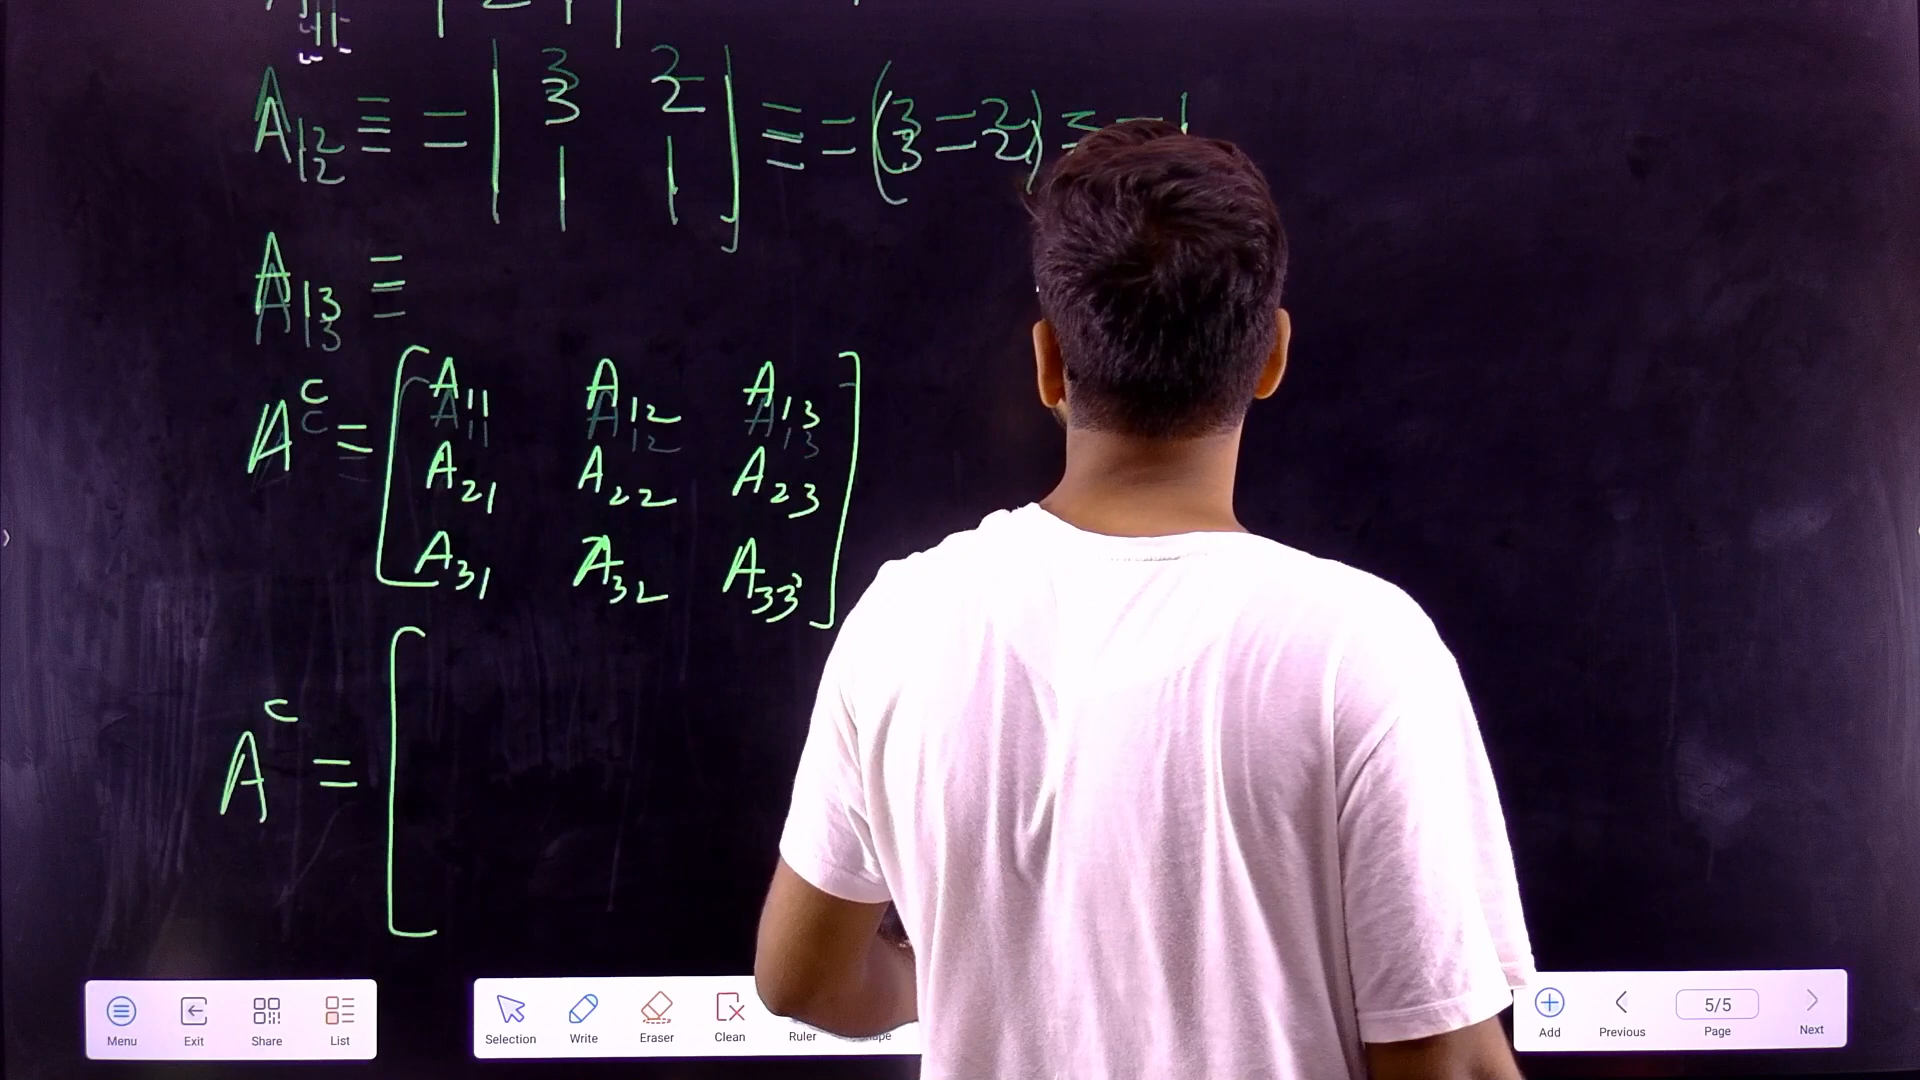 A12 = - | 3 2 |
| 1 1 | = - (3 - 2) = - 1
A13 =
A^c = [ A11 A12 A13
A21 A22 A23
A31 A32 A33 ]
A^c = [
Menu Exit Share List Selection Write Eraser Clean Ruler Add Previous 5/5 Page Next